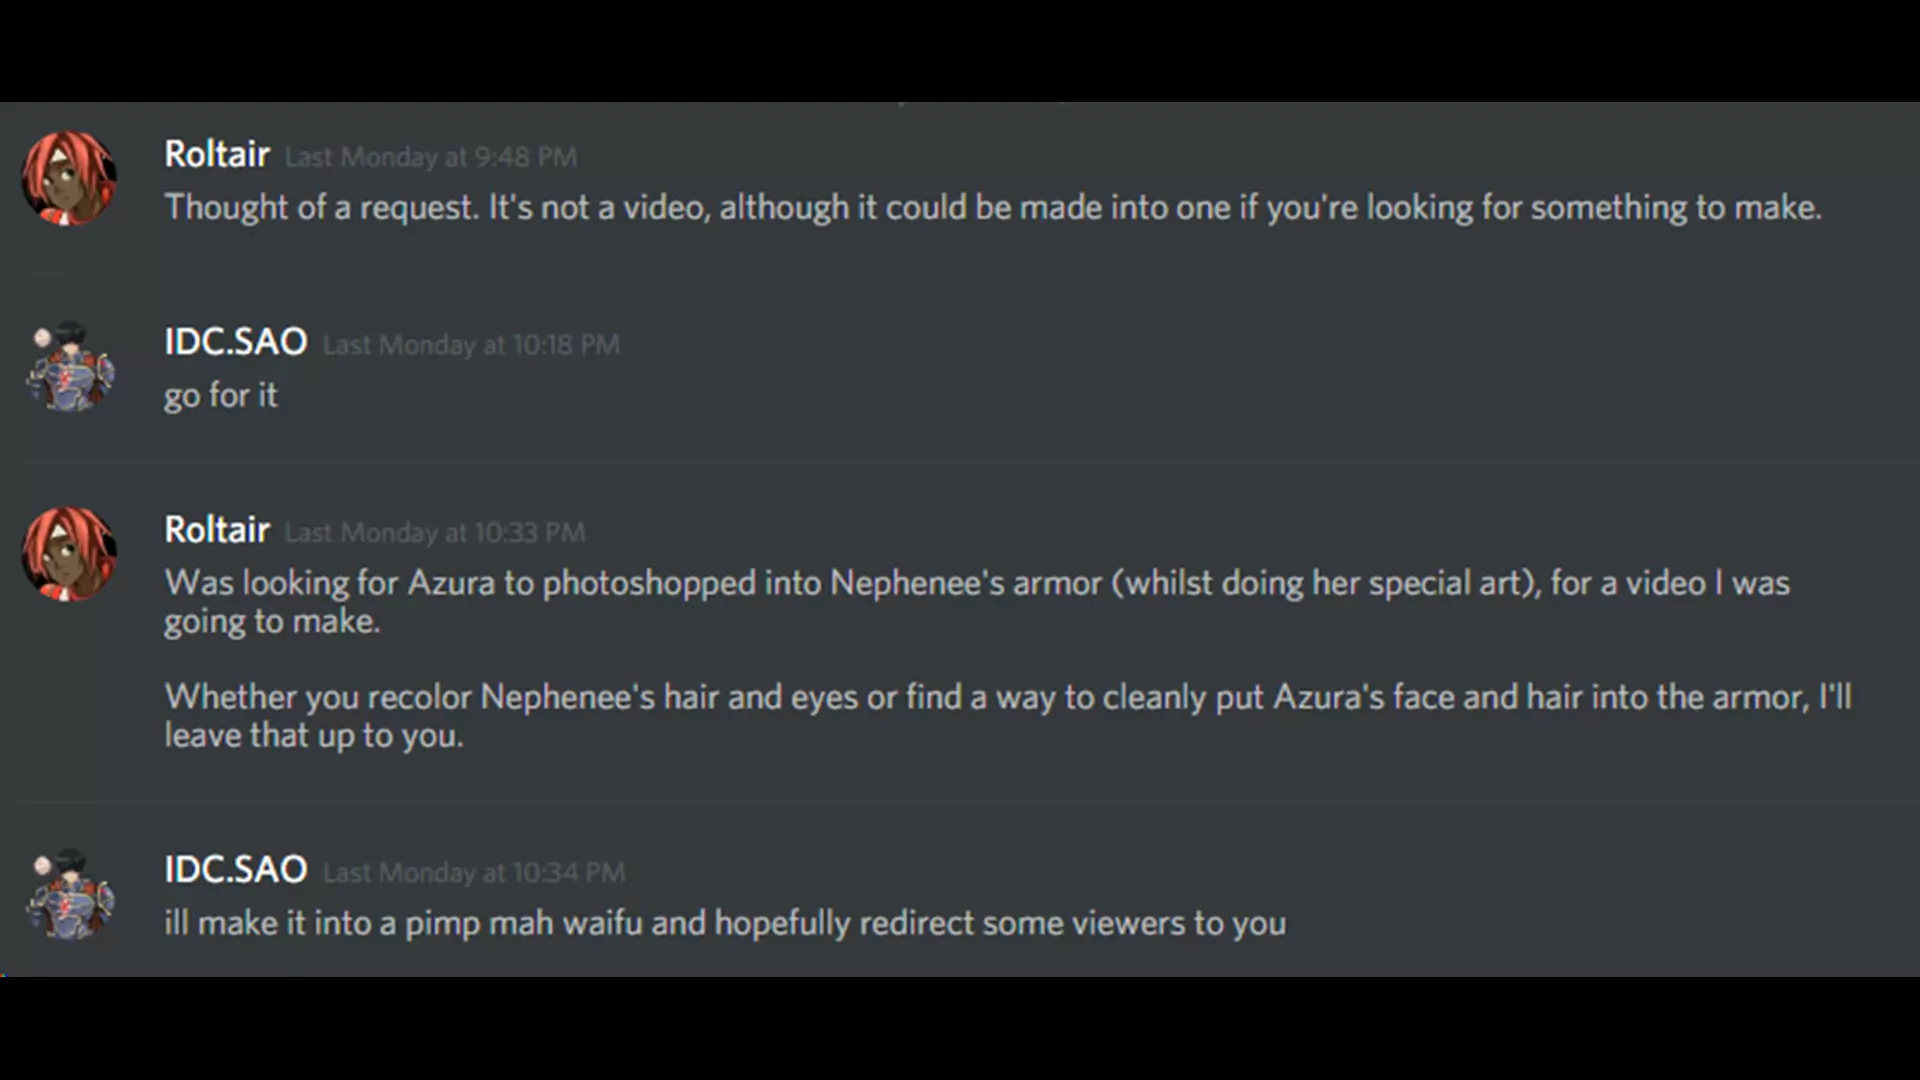 Roltair Last Monday at 9:48 PM
Thought of a request. It's not a video, although it could be made into one if you're looking for something to make.
IDC.SAO Last Monday at 10:18 PM
go for it
Roltair Last Monday at 10:33 PM
Was looking for Azura to photoshopped into Nephenee's armor (whilst doing her special art), for a video I was
going to make.
Whether you recolor Nephenee's hair and eyes or find a way to cleanly put Azura's face and hair into the armor, I'll
leave that up to you.
IDC.SAO Last Monday at 10:34 PM
ill make it into a pimp mah waifu and hopefully redirect some viewers to you